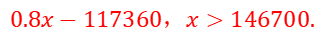 0.8x − 117360，x > 146700.